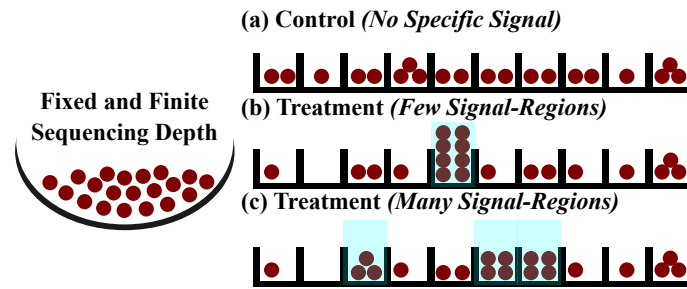 (a) Control (No Specific Signal)
Fixed and Finite
Sequencing Depth
(b) Treatment (Few Signal-Regions)
(c) Treatment (Many Signal-Regions)